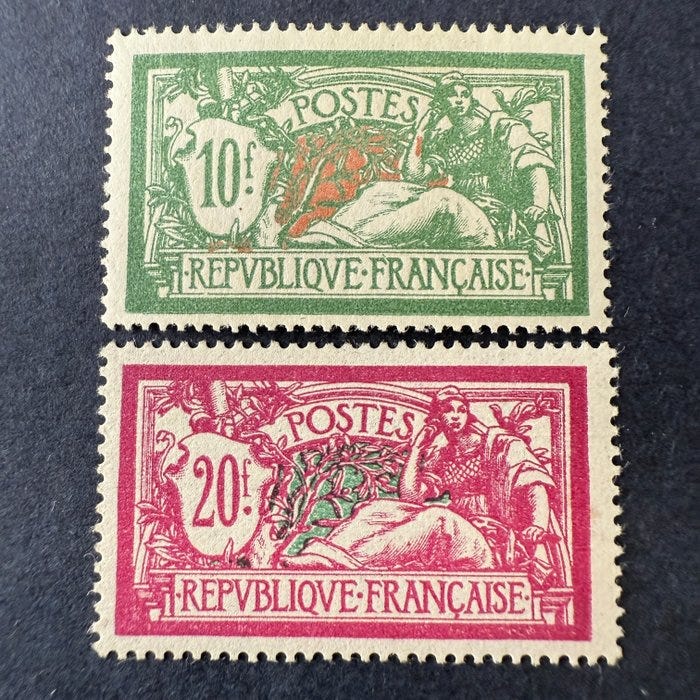 POSTES
10f.
·REPVBLIQVE·FRANÇAISE·
POSTES
20f.
·REPVBLIQVE·FRANÇAISE·